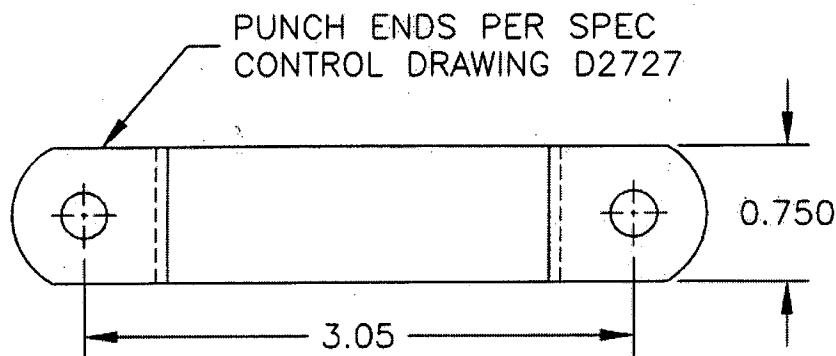 PUNCH ENDS PER SPEC
CONTROL DRAWING D2727
0.750
3.05